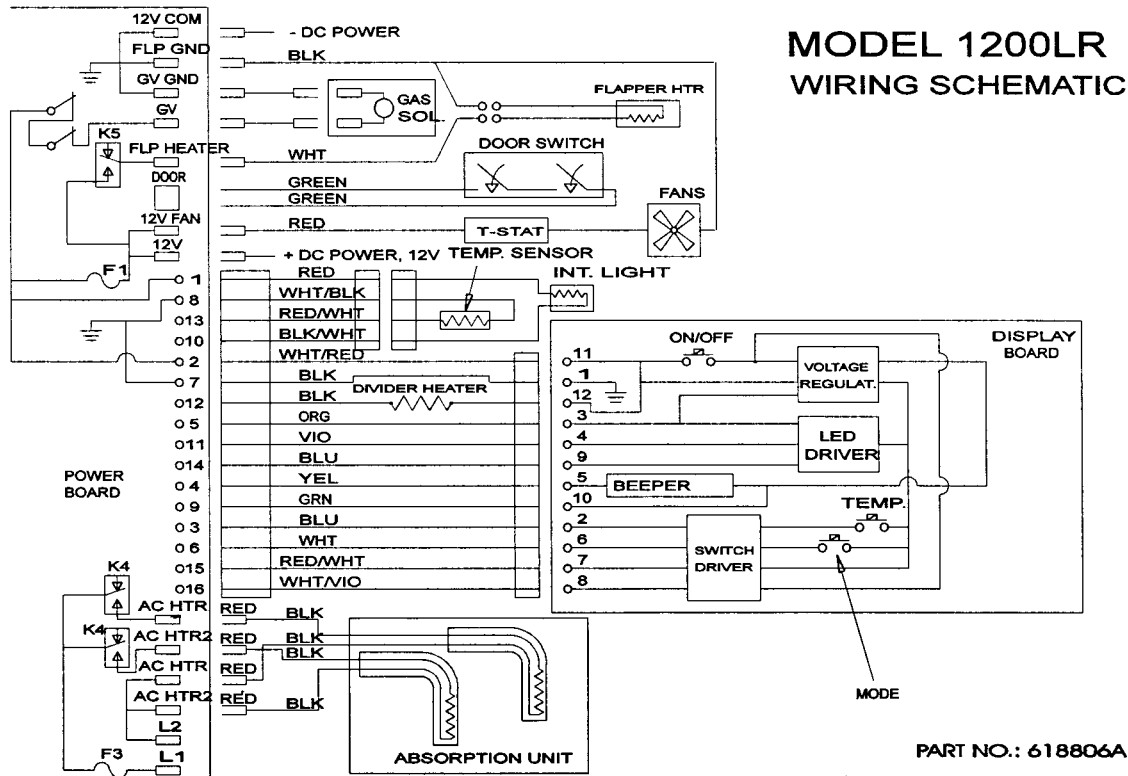 MODEL 1200LR
WIRING SCHEMATIC
12V COM
- DC POWER
FLP GND
BLK
GV GND
GAS
SOL.
FLAPPER HTR
GV
K5
FLP HEATER
WHT
DOOR SWITCH
DOOR
GREEN
GREEN
FANS
12V FAN
RED
T-STAT
12V
+ DC POWER, 12V
TEMP. SENSOR
F1
INT. LIGHT
1
RED
8
WHT/BLK
13
RED/WHT
10
BLK/WHT
2
WHT/RED
7
BLK
DIVIDER HEATER
12
BLK
5
ORG
11
VIO
14
BLU
4
YEL
9
GRN
3
BLU
6
WHT
15
RED/WHT
16
WHT/VIO
POWER
BOARD
DISPLAY
BOARD
ON/OFF
11
1
12
3
4
9
5
10
2
6
7
8
VOLTAGE
REGULAT.
LED
DRIVER
BEEPER
TEMP.
SWITCH
DRIVER
MODE
K4
AC HTR
RED
BLK
K4
AC HTR2
RED
BLK
BLK
AC HTR
RED
AC HTR2
RED
BLK
L2
F3
L1
ABSORPTION UNIT
PART NO.: 618806A